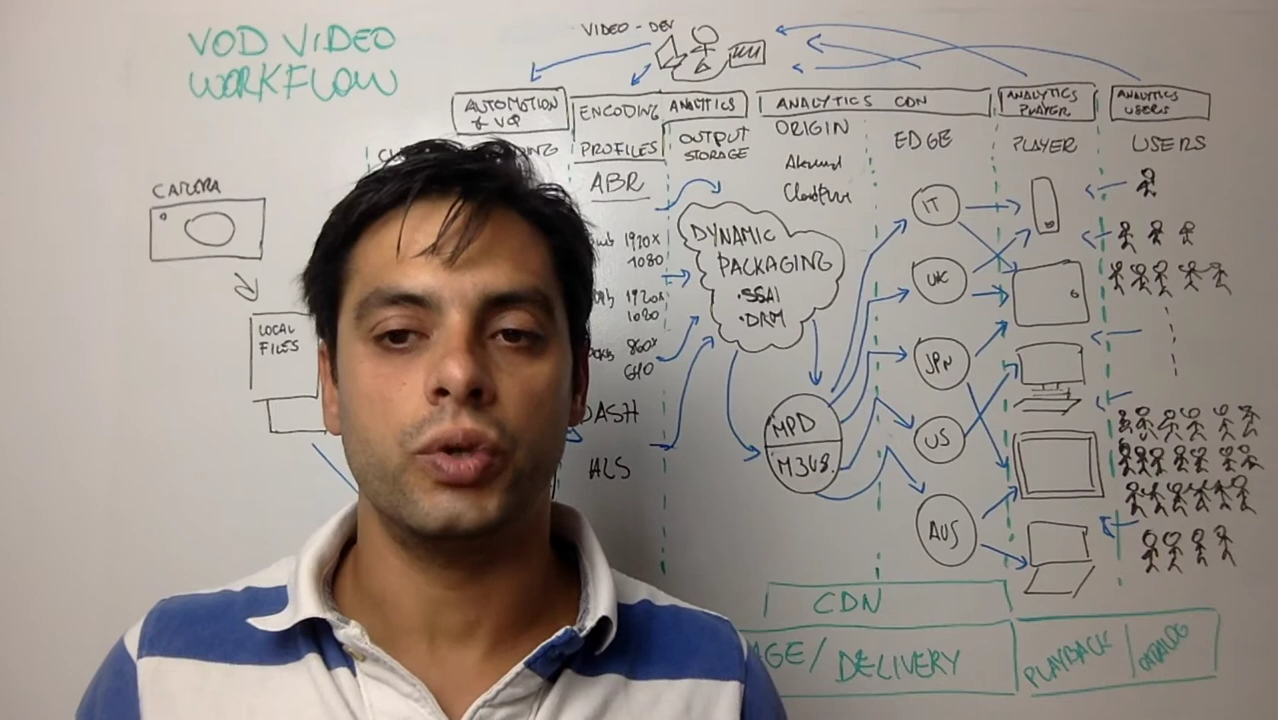 VOD VIDEO
WORKFLOW
VIDEO-DEV
AUTOMATION
& VQA
ENCODING
PROFILES
ANALYTICS
OUTPUT
STORAGE
ANALYTICS CDN
ORIGIN
Akamai
Cloudfront
EDGE
ANALYTICS
PLAYER
PLAYER
ANALYTICS
USERS
USERS
CAMERA
LOCAL
FILES
ABR
1920x
1080
1920x
1080
860x
640
DASH
HLS
DYNAMIC
PACKAGING
.SSAI
.DRM
MPD
M3U8.
IT
UK
JPN
US
AUS
CDN
AGE/DELIVERY
PLAYBACK
CATALOG